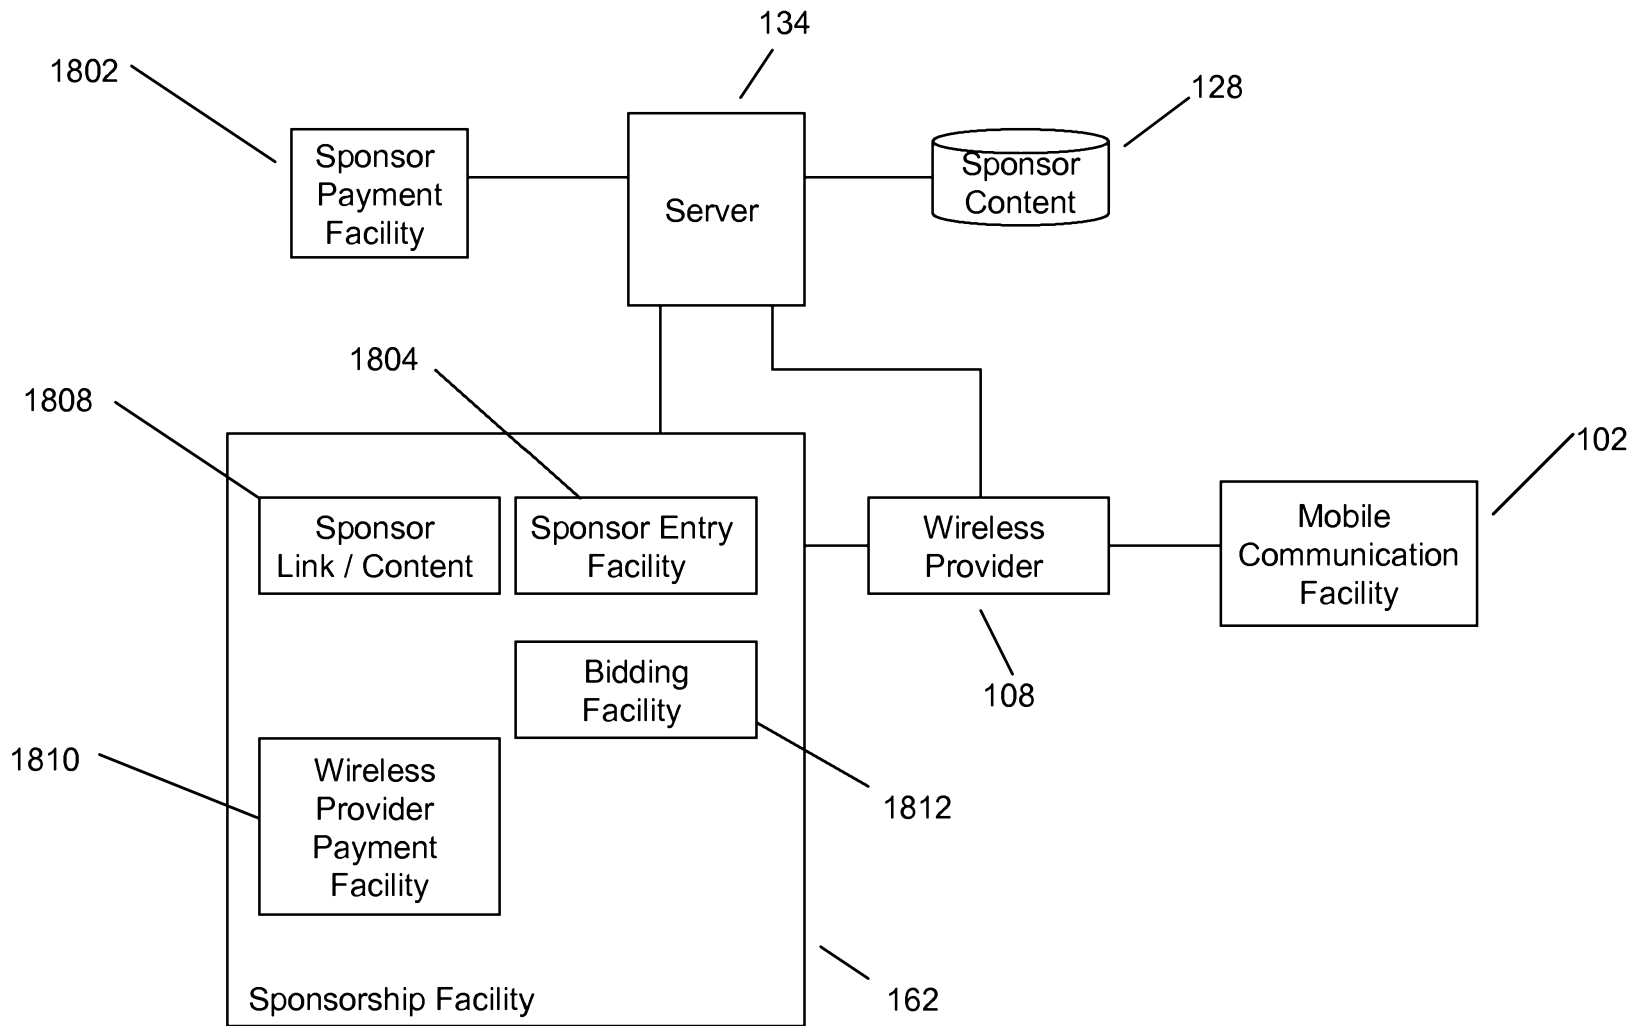 134
1802
128
Sponsor
Payment
Facility
Server
Sponsor
Content
1804
1808
102
Sponsor
Link / Content
Sponsor Entry
Facility
Wireless
Provider
Mobile
Communication
Facility
Bidding
Facility
108
1810
Wireless
Provider
Payment
Facility
1812
Sponsorship Facility
162